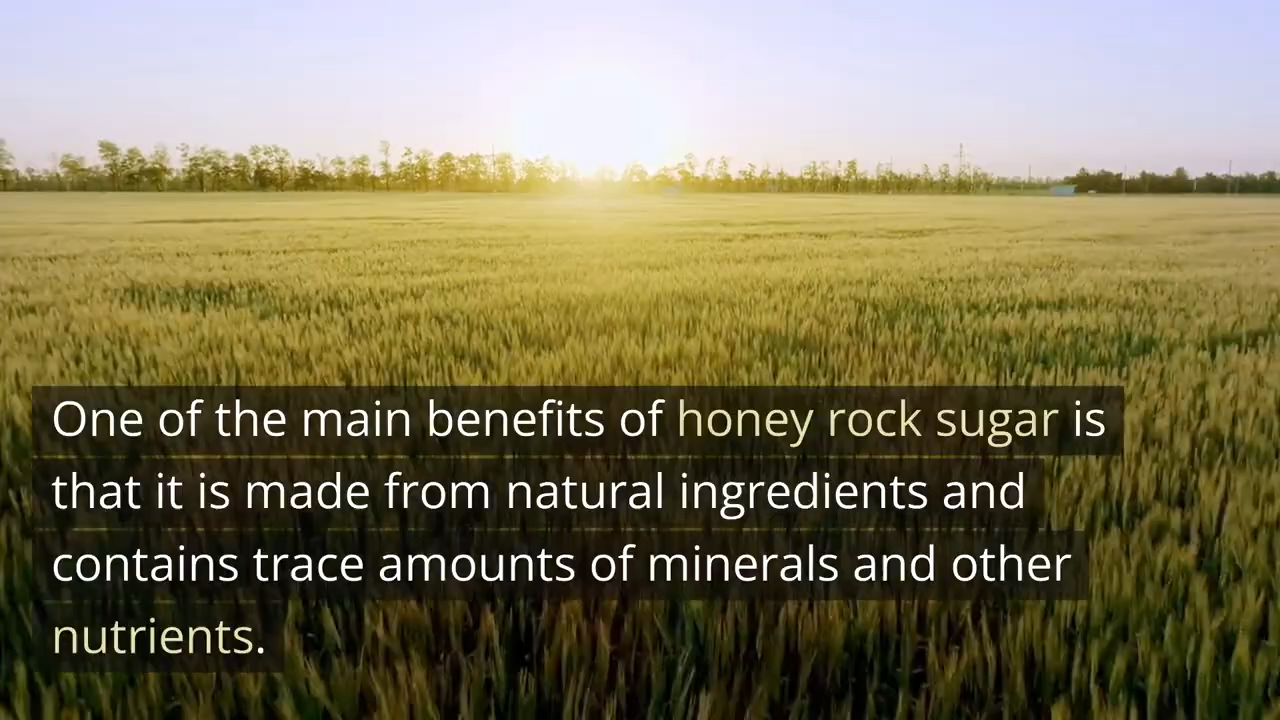 One of the main benefits of honey rock sugar is
that it is made from natural ingredients and
contains trace amounts of minerals and other
nutrients.